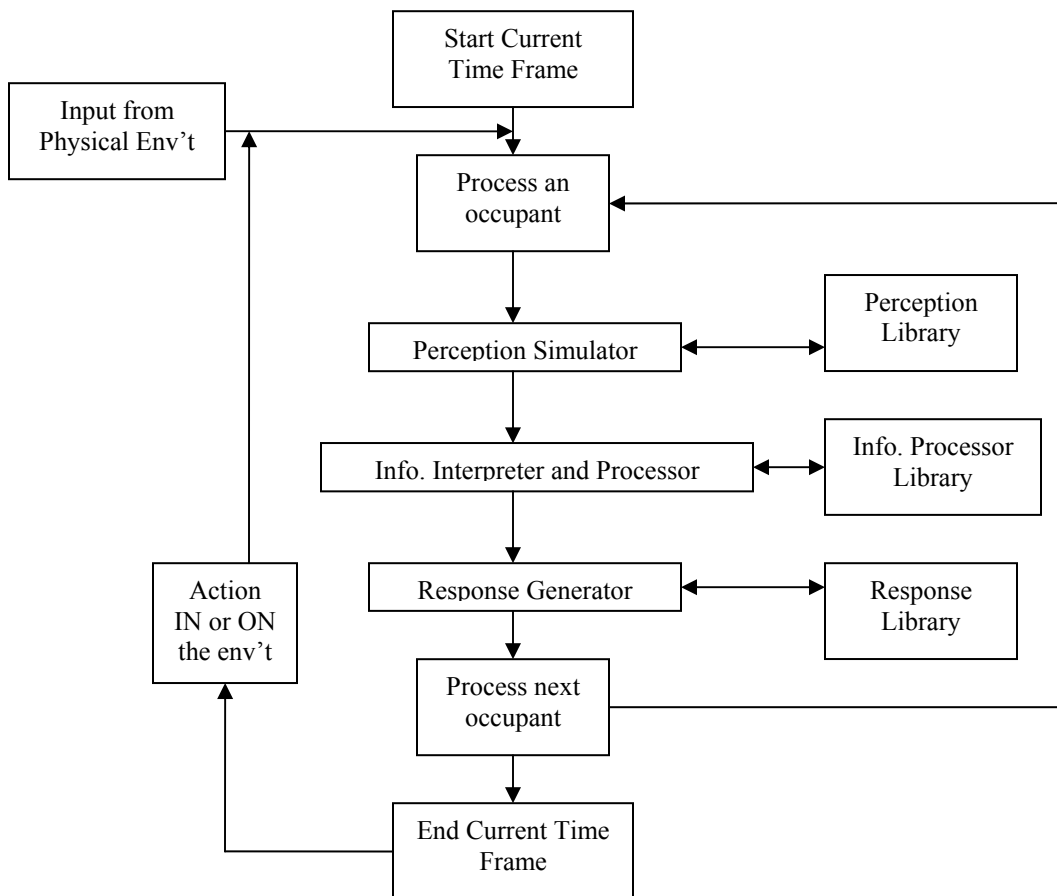 Start Current
Time Frame
Input from
Physical Env’t
Process an
occupant
Perception
Library
Perception Simulator
Info. Processor
Library
Info. Interpreter and Processor
Action
IN or ON
the env’t
Response Generator
Response
Library
Process next
occupant
End Current Time
Frame